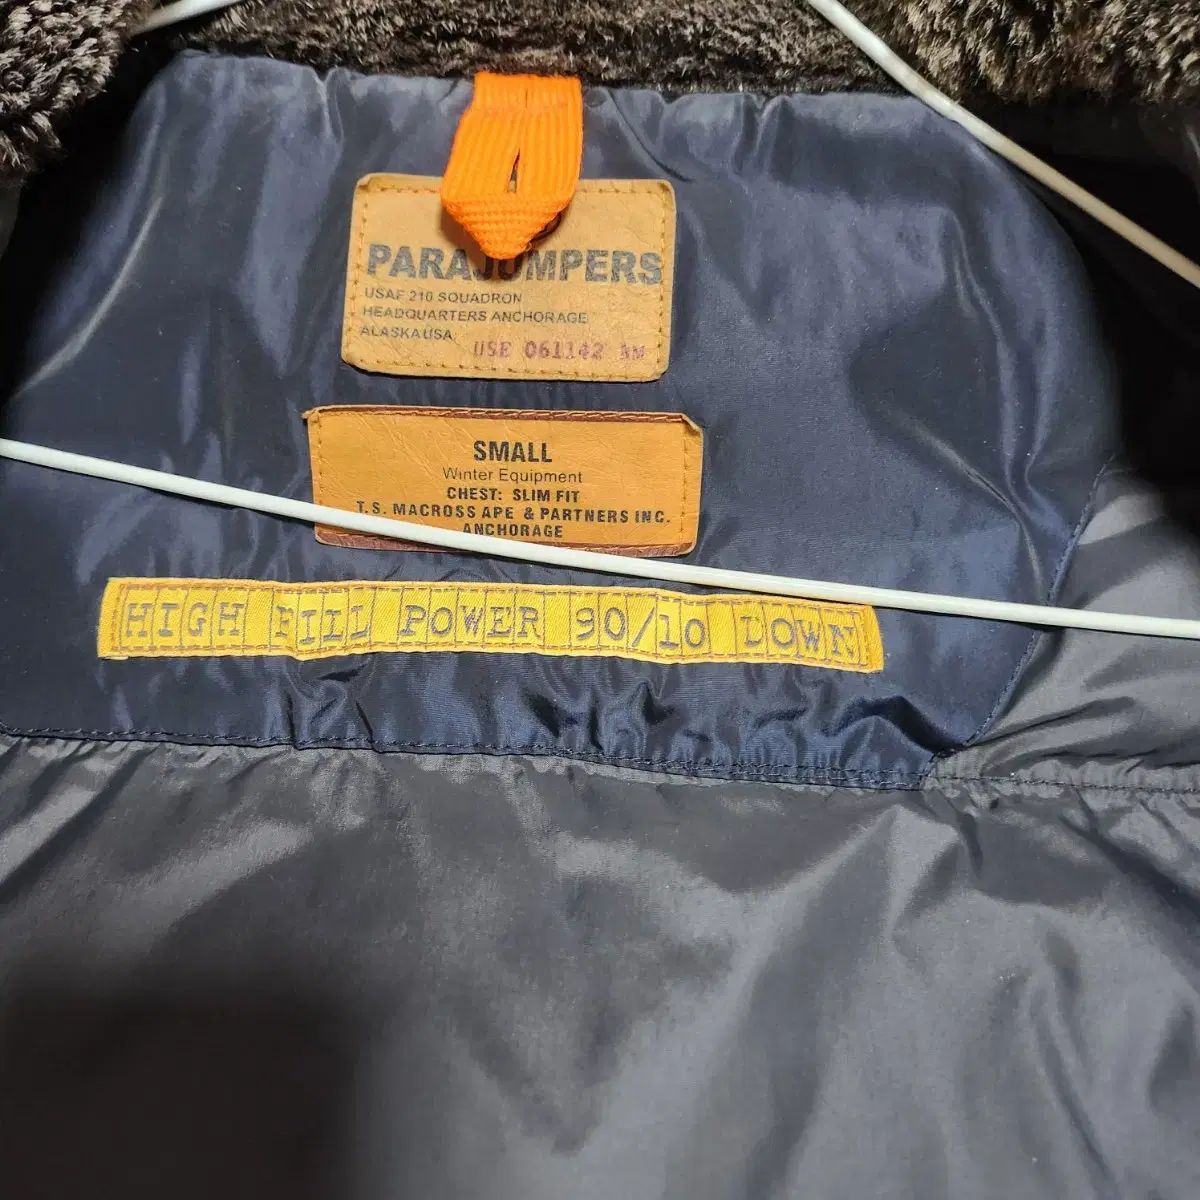 PARAJUMPERS
USAF 210 SQUADRON
HEADQUARTERS ANCHORAGE
ALASKA USA
USE 061142
SMALL
Winter Equipment
CHEST: SLIM FIT
T.S. MACROSS APE & PARTNERS INC.
ANCHORAGE
HIGH FILL POWER 90/10 DOWN